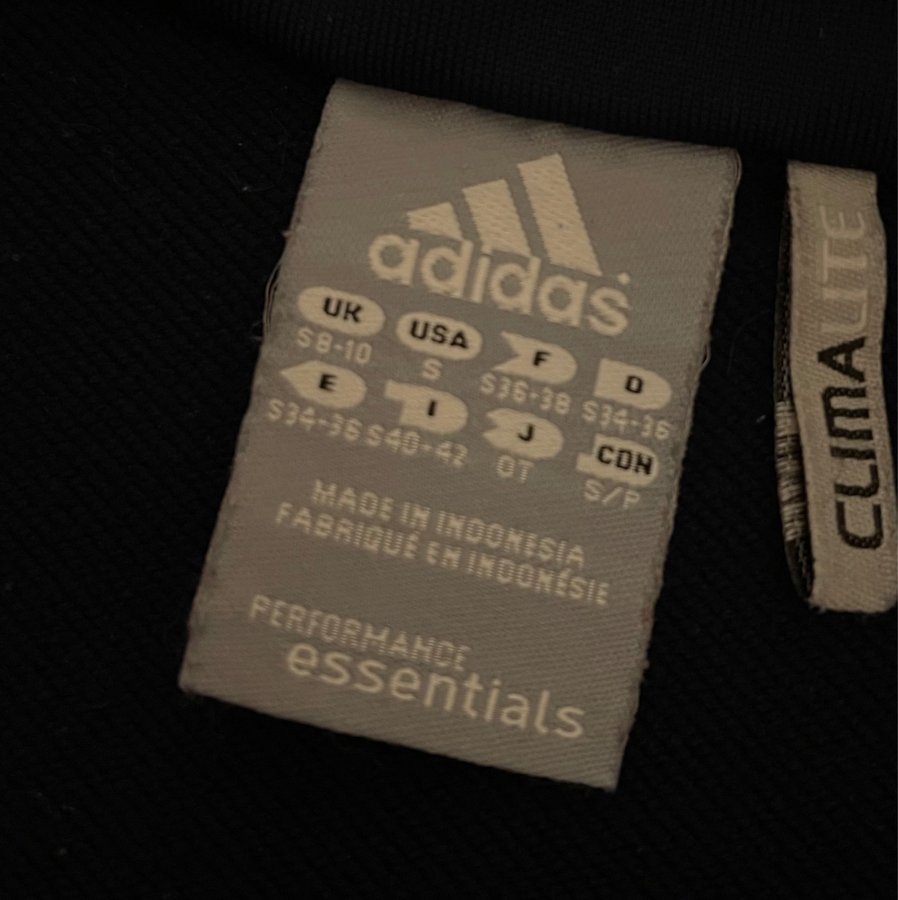 adidas
UK USA F D
S8-10 S S36-38 S34-36
E I J CDN
S34-36 S40-42 OT S/P
MADE IN INDONESIA
FABRIQUÉ EN INDONÉSIE
PERFORMANCE
essentials
CLIMALITE